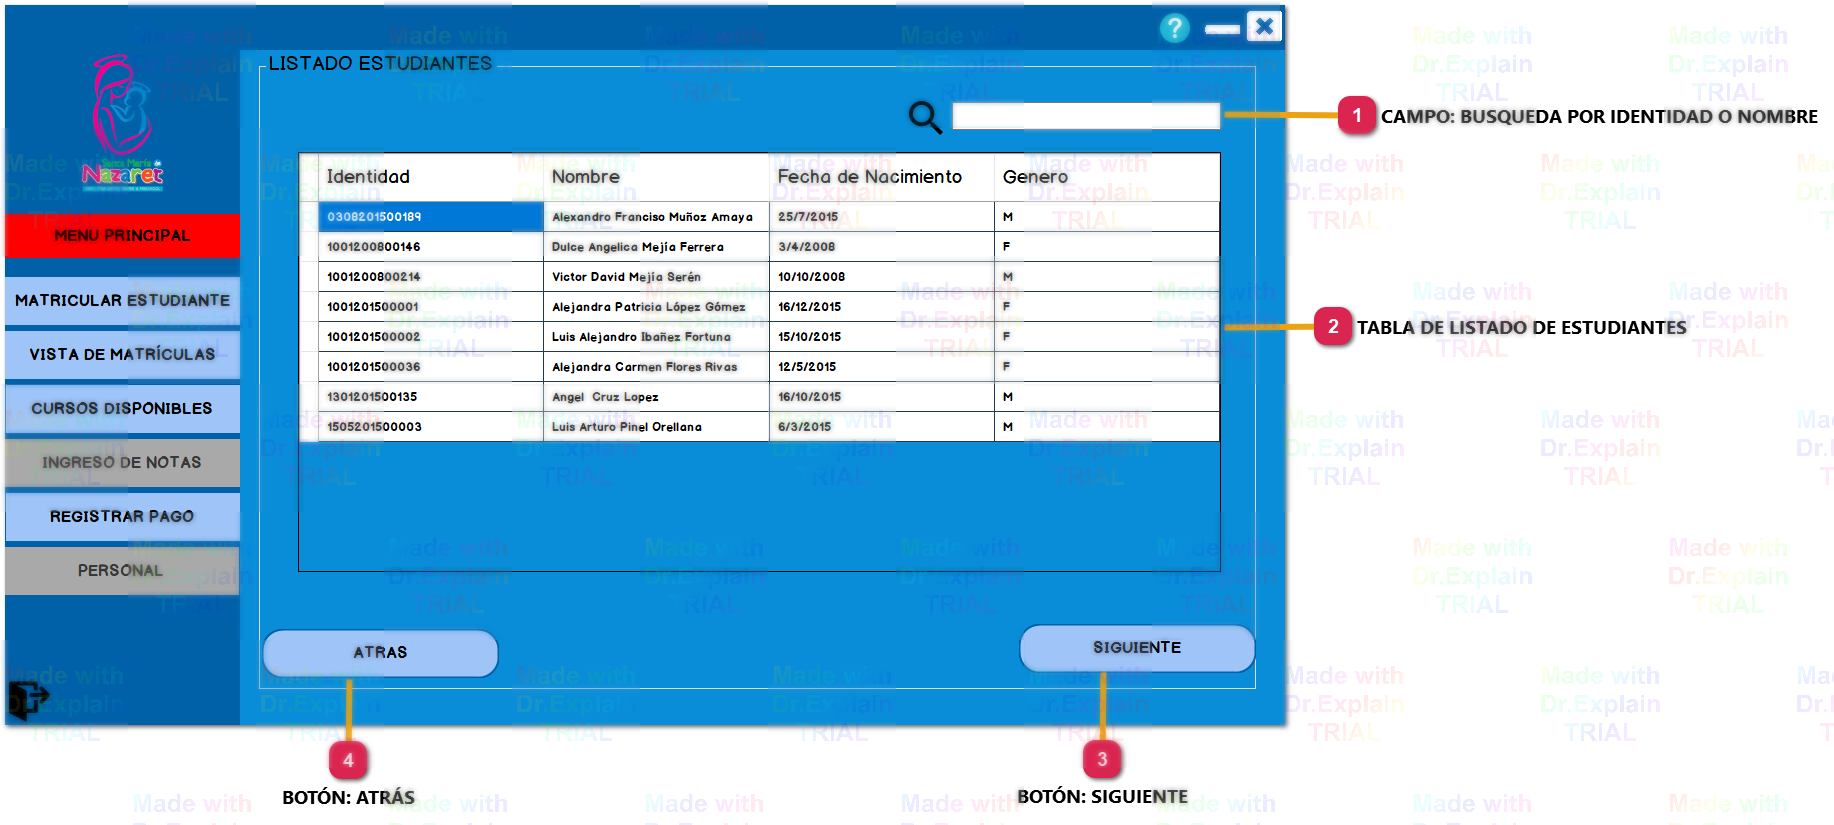 ?
LISTADO ESTUDIANTES
1 CAMPO: BUSQUEDA POR IDENTIDAD O NOMBRE
Santa María de
Nazaret
MENU PRINCIPAL
MATRICULAR ESTUDIANTE
VISTA DE MATRÍCULAS
CURSOS DISPONIBLES
INGRESO DE NOTAS
REGISTRAR PAGO
PERSONAL
Identidad Nombre Fecha de Nacimiento Genero
0308201500189 Alexandro Franciso Muñoz Amaya 25/7/2015 M
1001200800146 Dulce Angelica Mejía Ferrera 3/4/2008 F
1001200800214 Victor David Mejía Serén 10/10/2008 M
1001201500001 Alejandra Patricia López Gómez 16/12/2015 F
1001201500002 Luis Alejandro Ibañez Fortuna 15/10/2015 F
1001201500036 Alejandra Carmen Flores Rivas 12/5/2015 F
1301201500135 Angel Cruz Lopez 16/10/2015 M
1505201500003 Luis Arturo Pinel Orellana 6/3/2015 M
2 TABLA DE LISTADO DE ESTUDIANTES
ATRAS
SIGUIENTE
4
BOTÓN: ATRÁS
3
BOTÓN: SIGUIENTE
Made with
Dr.Explain
TRIAL